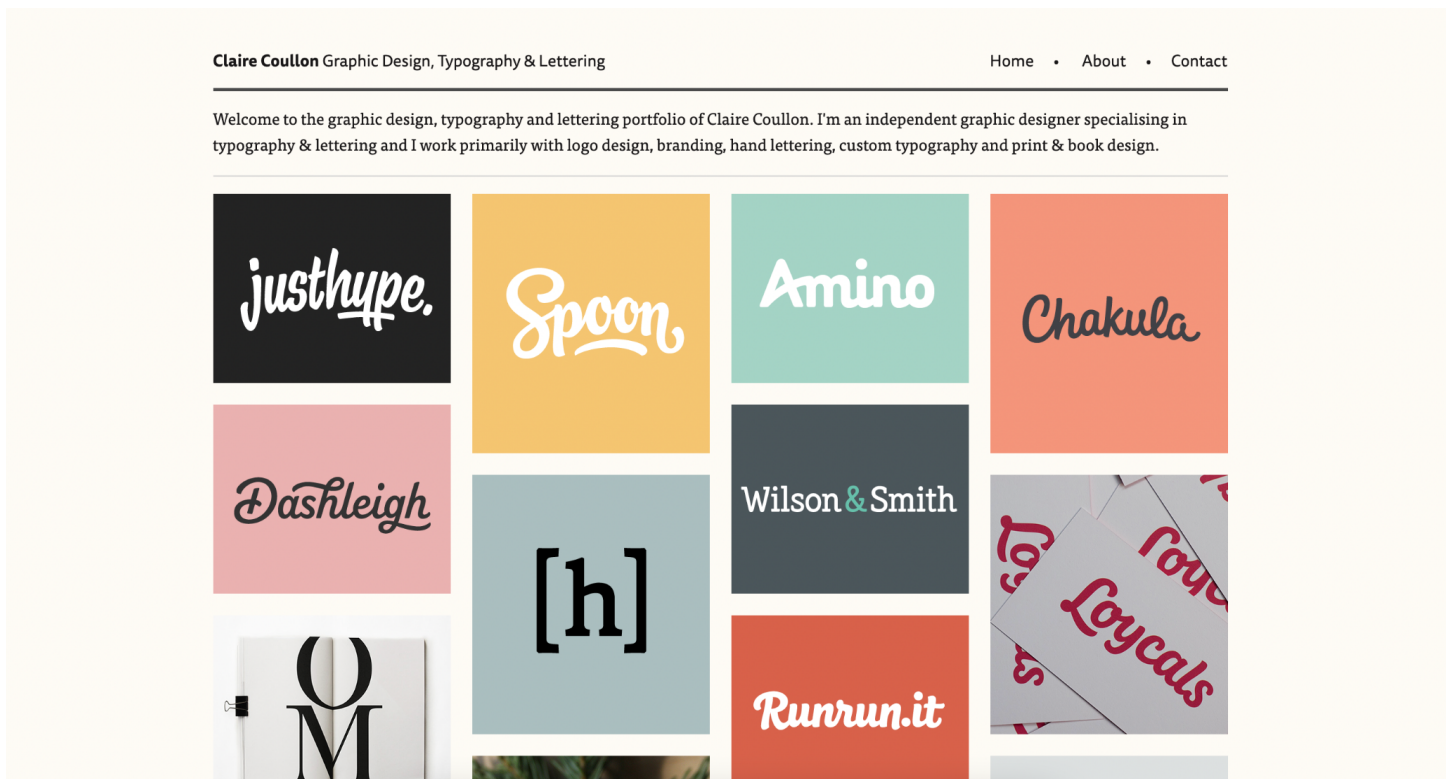 Claire Coullon Graphic Design, Typography & Lettering
Home • About • Contact
Welcome to the graphic design, typography and lettering portfolio of Claire Coullon. I'm an independent graphic designer specialising in
typography & lettering and I work primarily with logo design, branding, hand lettering, custom typography and print & book design.
justhype.
Spoon
Amino
Chakula
Dashleigh
[h]
Wilson & Smith
Loycals
Loyc
OM
Runrun.it